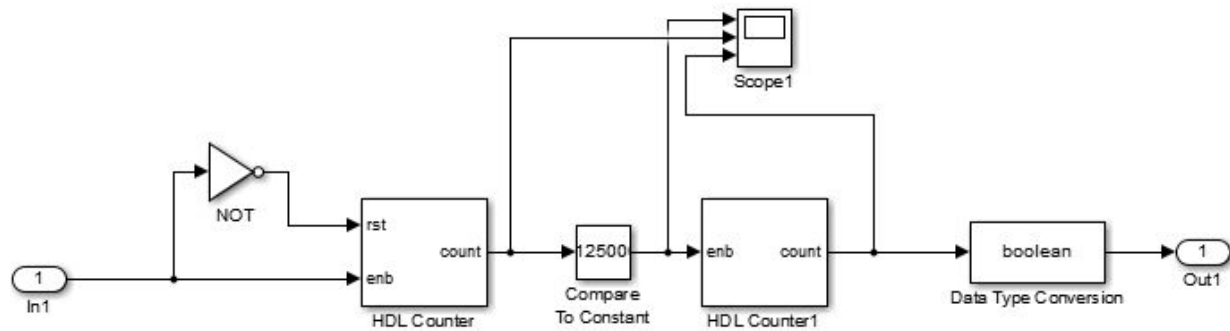 Scope1
NOT
rst
enb
count
HDL Counter
12500
Compare
To Constant
enb
count
HDL Counter1
boolean
Data Type Conversion
1
In1
1
Out1